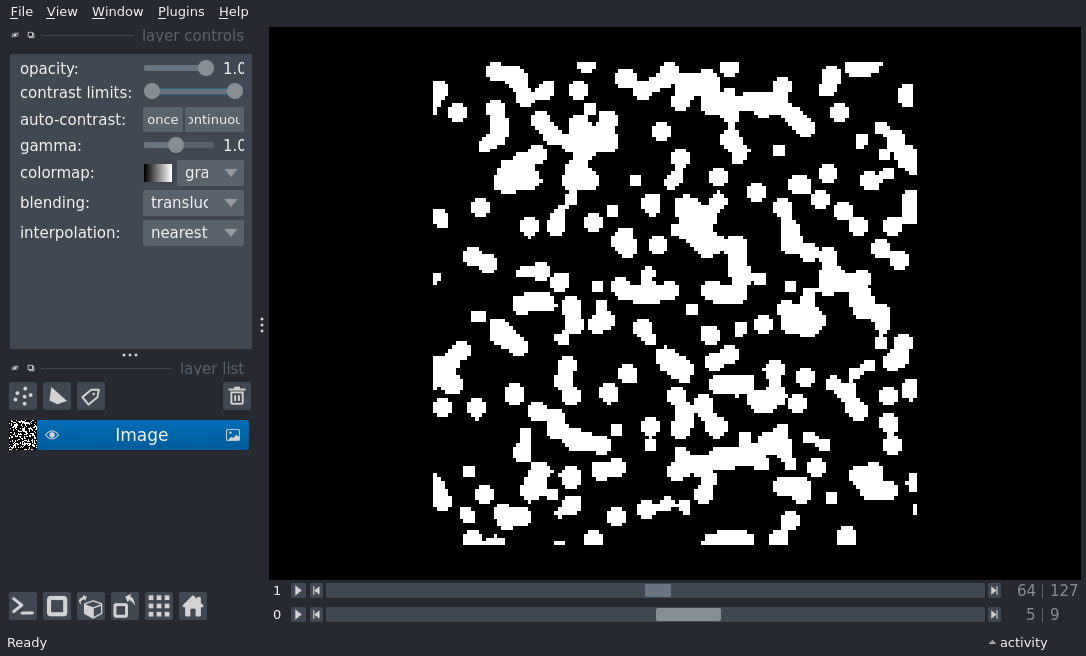 File View Window Plugins Help
layer controls
opacity: 1.0
contrast limits:
auto-contrast: once ontinuou
gamma: 1.0
colormap: gra
blending: transluc
interpolation: nearest
layer list
Image
1 64 | 127
0 5 | 9
Ready activity